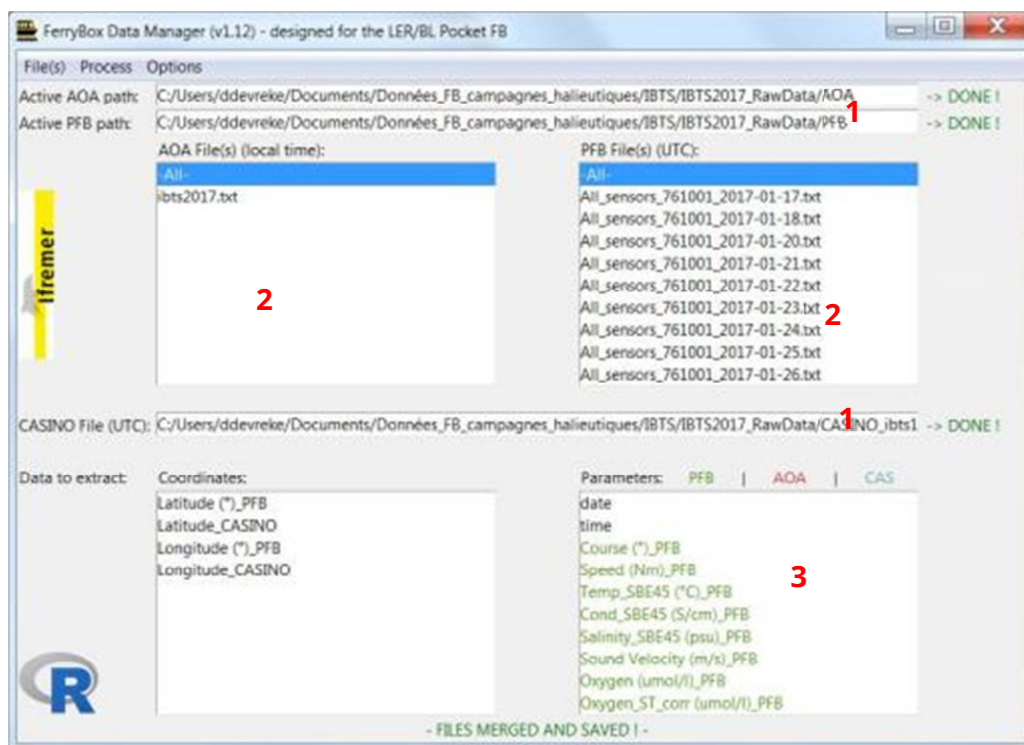 FerryBox Data Manager (v1.12) - designed for the LER/BL Pocket FB
File(s) Process Options
Active AOA path: C:/Users/ddevreke/Documents/Données_FB_campagnes_halieutiques/IBTS/IBTS2017_RawData/AOA -> DONE !
1
Active PFB path: C:/Users/ddevreke/Documents/Données_FB_campagnes_halieutiques/IBTS/IBTS2017_RawData/PFB -> DONE !
AOA File(s) (local time): PFB File(s) (UTC):
-All- -All-
ibts2017.txt All_sensors_761001_2017-01-17.txt
All_sensors_761001_2017-01-18.txt
All_sensors_761001_2017-01-20.txt
All_sensors_761001_2017-01-21.txt
All_sensors_761001_2017-01-22.txt
Ifremer
2 All_sensors_761001_2017-01-23.txt 2
All_sensors_761001_2017-01-24.txt
All_sensors_761001_2017-01-25.txt
All_sensors_761001_2017-01-26.txt
1
CASINO File (UTC): C:/Users/ddevreke/Documents/Données_FB_campagnes_halieutiques/IBTS/IBTS2017_RawData/CASINO_ibts1 -> DONE !
Data to extract: Coordinates: Parameters: PFB | AOA | CAS
Latitude (°)_PFB date
Latitude_CASINO time
Longitude (°)_PFB Course (°)_PFB
Longitude_CASINO Speed (Nm)_PFB
3
Temp_SBE45 (°C)_PFB
Cond_SBE45 (S/cm)_PFB
Salinity_SBE45 (psu)_PFB
Sound Velocity (m/s)_PFB
Oxygen (umol/l)_PFB
Oxygen_ST_corr (umol/l)_PFB
R
- FILES MERGED AND SAVED ! -